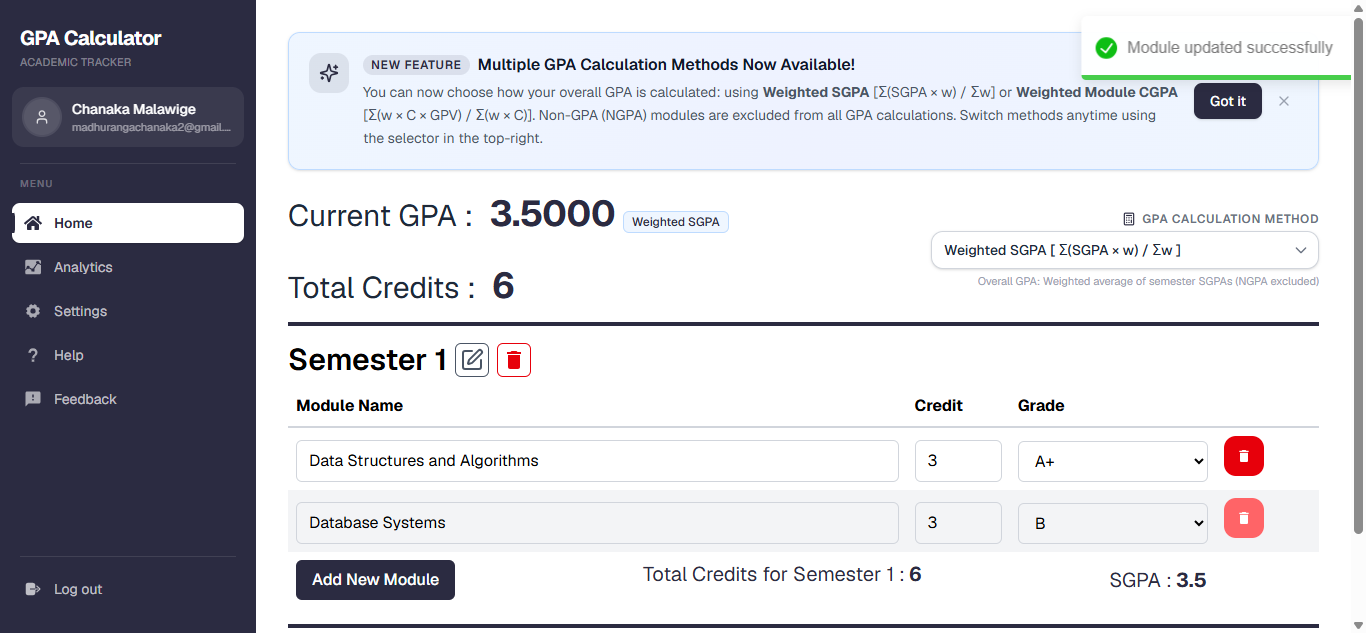 GPA Calculator
ACADEMIC TRACKER
Chanaka Malawige
madhurangachanaka2@gmail....
MENU
Home
Analytics
Settings
Help
Feedback
Log out
NEW FEATURE Multiple GPA Calculation Methods Now Available!
You can now choose how your overall GPA is calculated: using Weighted SGPA [Σ(SGPA × w) / Σw] or Weighted Module CGPA
[Σ(w × C × GPV) / Σ(w × C)]. Non-GPA (NGPA) modules are excluded from all GPA calculations. Switch methods anytime using
the selector in the top-right.
Got it
Module updated successfully
Current GPA : 3.5000 Weighted SGPA
Total Credits : 6
GPA CALCULATION METHOD
Weighted SGPA [ Σ(SGPA × w) / Σw ]
Overall GPA: Weighted average of semester SGPAs (NGPA excluded)
Semester 1
Module Name Credit Grade
Data Structures and Algorithms 3 A+
Database Systems 3 B
Add New Module Total Credits for Semester 1 : 6 SGPA : 3.5